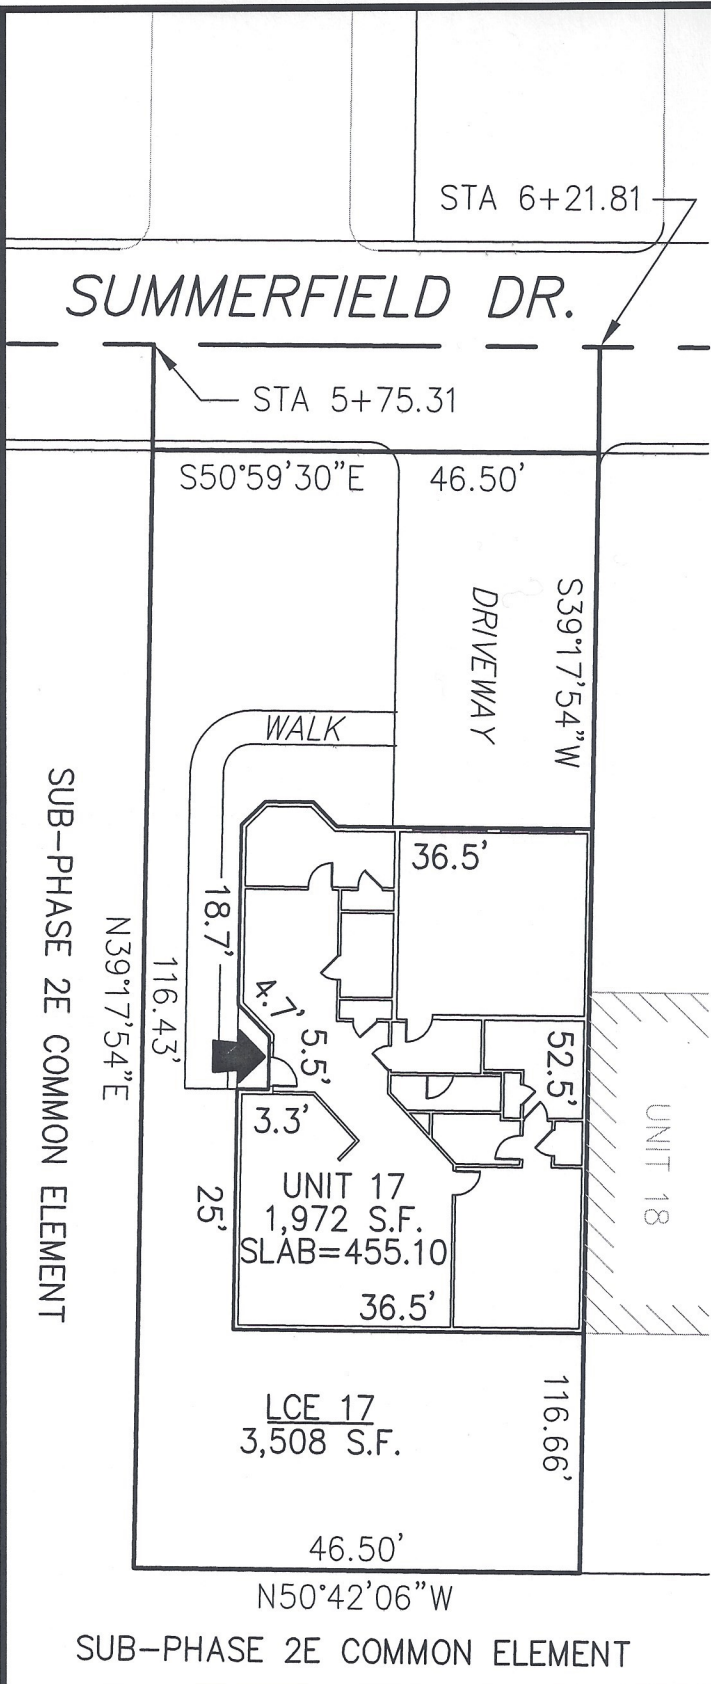 STA 6+21.81
SUMMERFIELD DR.
STA 5+75.31
S50°59'30"E 46.50'
DRIVEWAY
S39°17'54"W
WALK
36.5'
18.7'
4.7'
5.5'
52.5'
3.3'
UNIT 18
SUB-PHASE 2E COMMON ELEMENT
N39°17'54"E
116.43'
25'
UNIT 17
1,972 S.F.
SLAB=455.10
36.5'
LCE 17
3,508 S.F.
116.66'
46.50'
N50°42'06"W
SUB-PHASE 2E COMMON ELEMENT